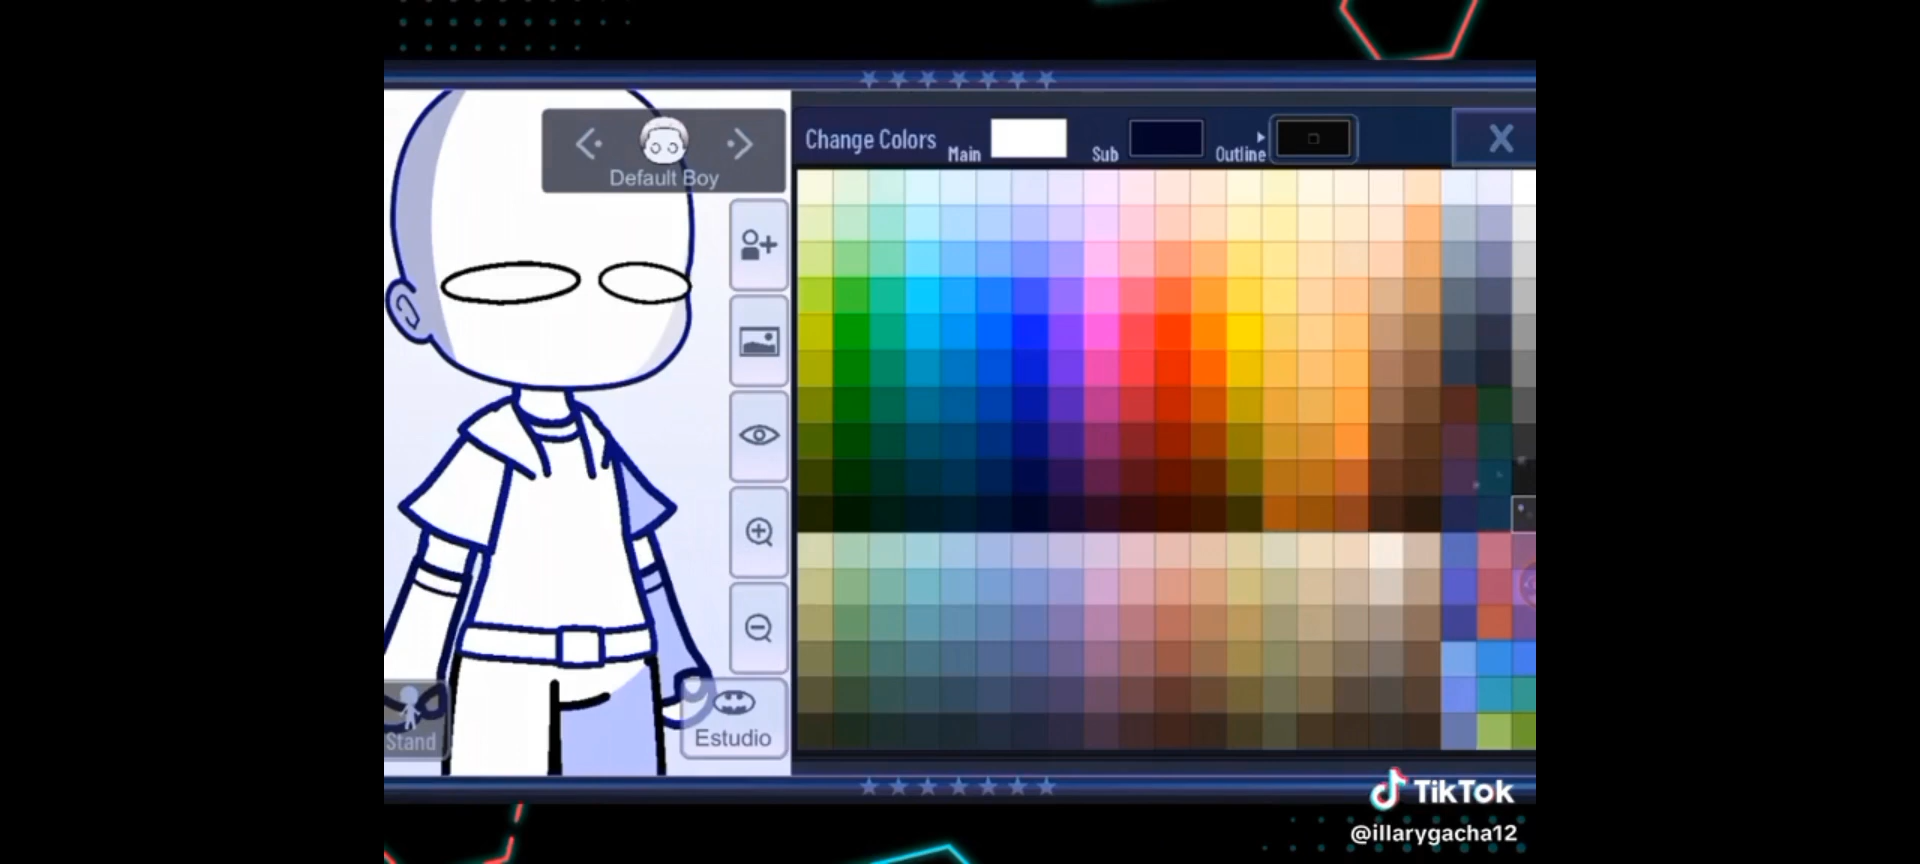 Change Colors
Main
Sub
Outline
X
Default Boy
Stand
Estudio
TikTok
@illarygacha12